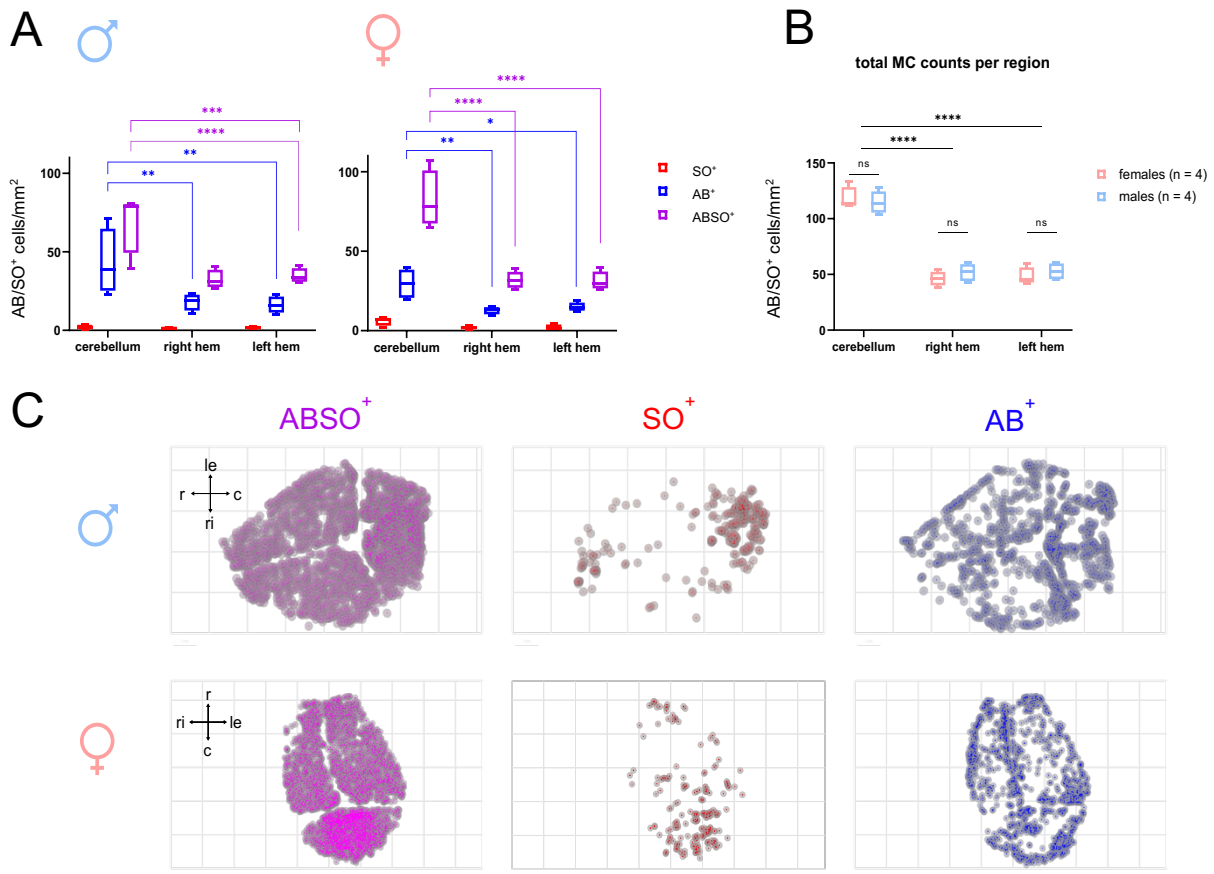 A
B
total MC counts per region
****
***
****
****
*
**
**
**
**
AB/SO⁺ cells/mm²
100
50
0
cerebellum
right hem
left hem
100
50
0
cerebellum
right hem
left hem
SO⁺
AB⁺
ABSO⁺
****
****
ns
ns
ns
AB/SO⁺ cells/mm²
150
100
50
0
cerebellum
right hem
left hem
females (n = 4)
males (n = 4)
C
ABSO⁺
SO⁺
AB⁺
le
r
c
ri
r
ri
le
c